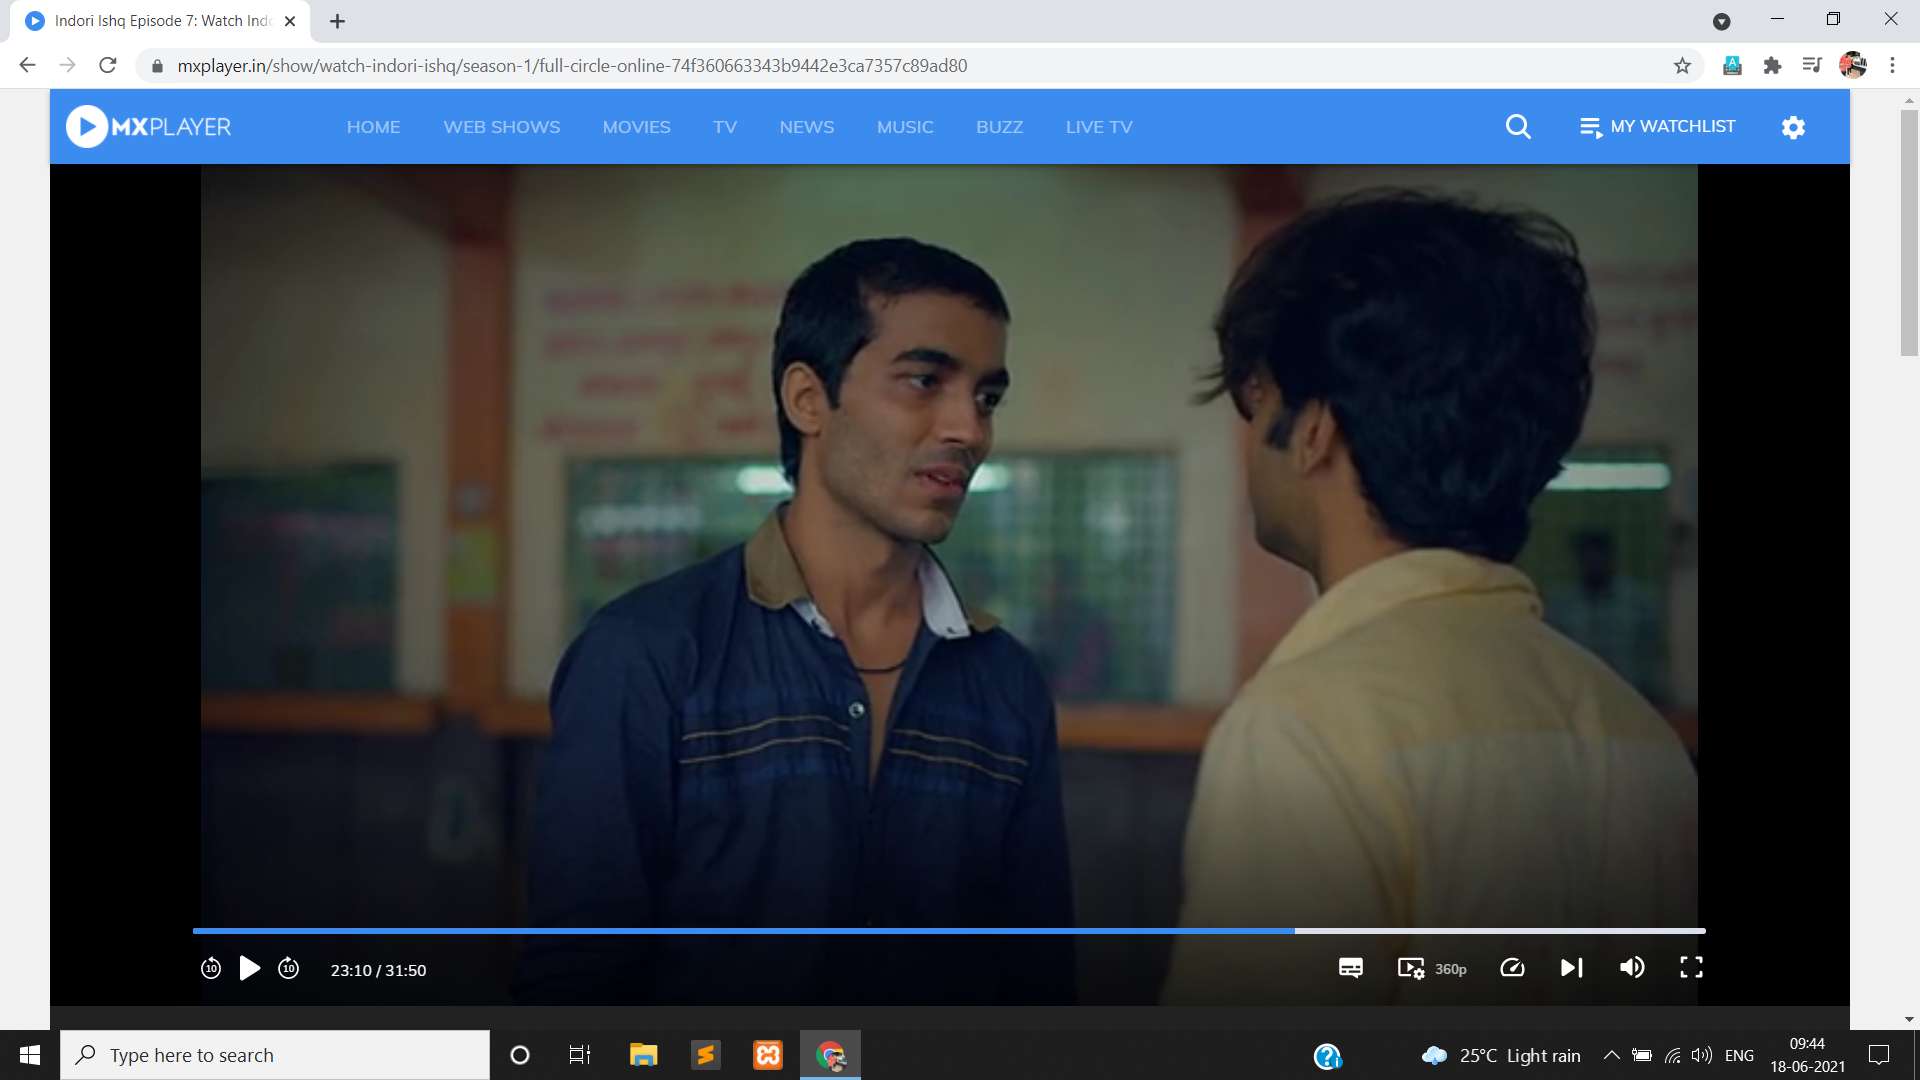 Indori Ishq Episode 7: Watch Indo
mxplayer.in/show/watch-indori-ishq/season-1/full-circle-online-74f360663343b9442e3ca7357c89ad80
MXPLAYER HOME WEB SHOWS MOVIES TV NEWS MUSIC BUZZ LIVE TV MY WATCHLIST
10 10 23:10 / 31:50 360p
Type here to search 25°C Light rain ENG 09:44
18-06-2021